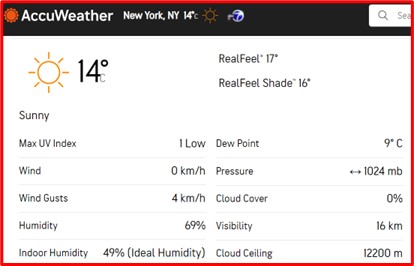 AccuWeather New York, NY 14°C Sea
14°C
RealFeel™ 17°
RealFeel Shade™ 16°
Sunny
Max UV Index 1 Low
Dew Point 9° C
Wind 0 km/h
Pressure ↔ 1024 mb
Wind Gusts 4 km/h
Cloud Cover 0%
Humidity 69%
Visibility 16 km
Indoor Humidity 49% (Ideal Humidity)
Cloud Ceiling 12200 m